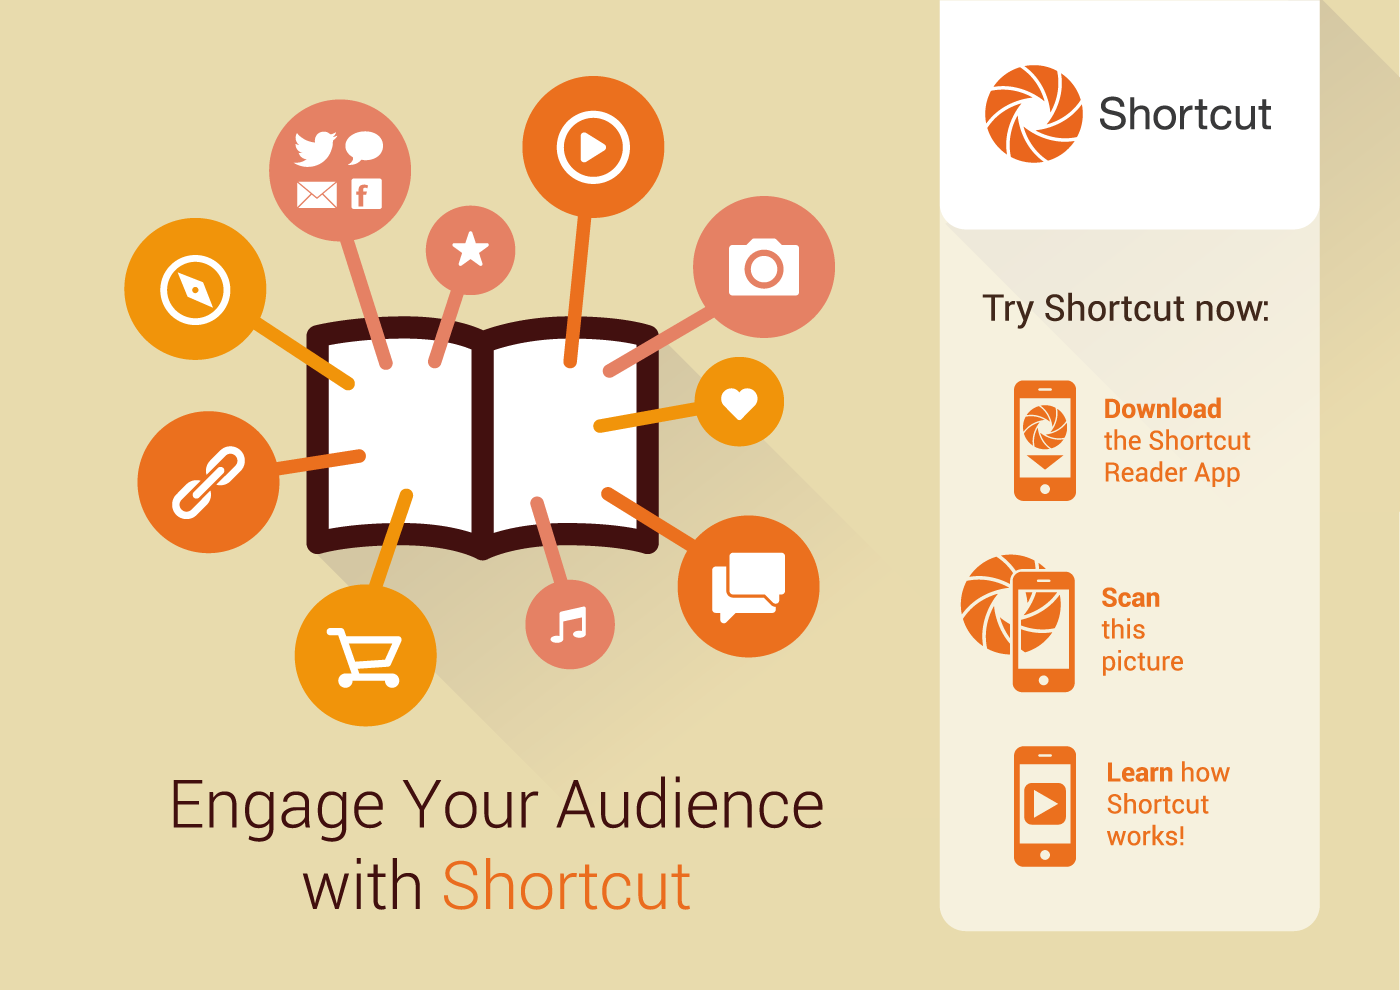 Engage Your Audience
with Shortcut
Shortcut
Try Shortcut now:
Download
the Shortcut
Reader App
Scan
this
picture
Learn how
Shortcut
works!